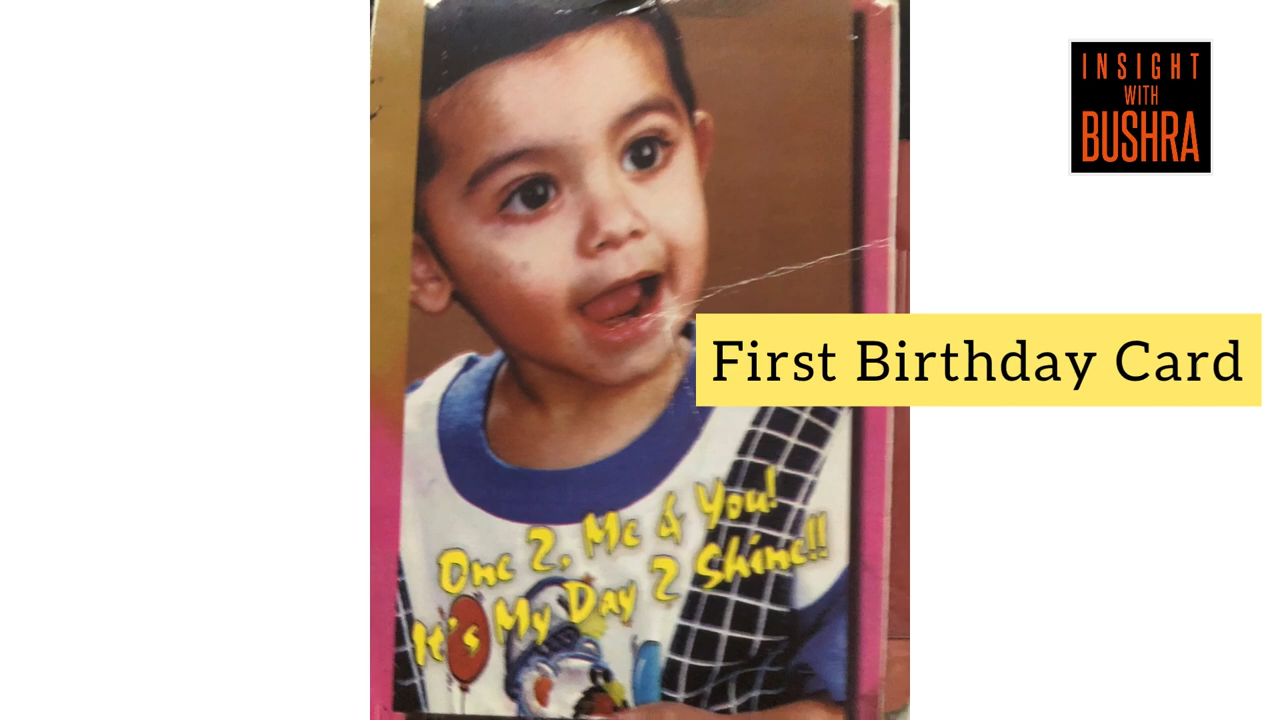 INSIGHT
WITH
BUSHRA
First Birthday Card
One 2, Me & You!
It's My Day 2 Shine!!